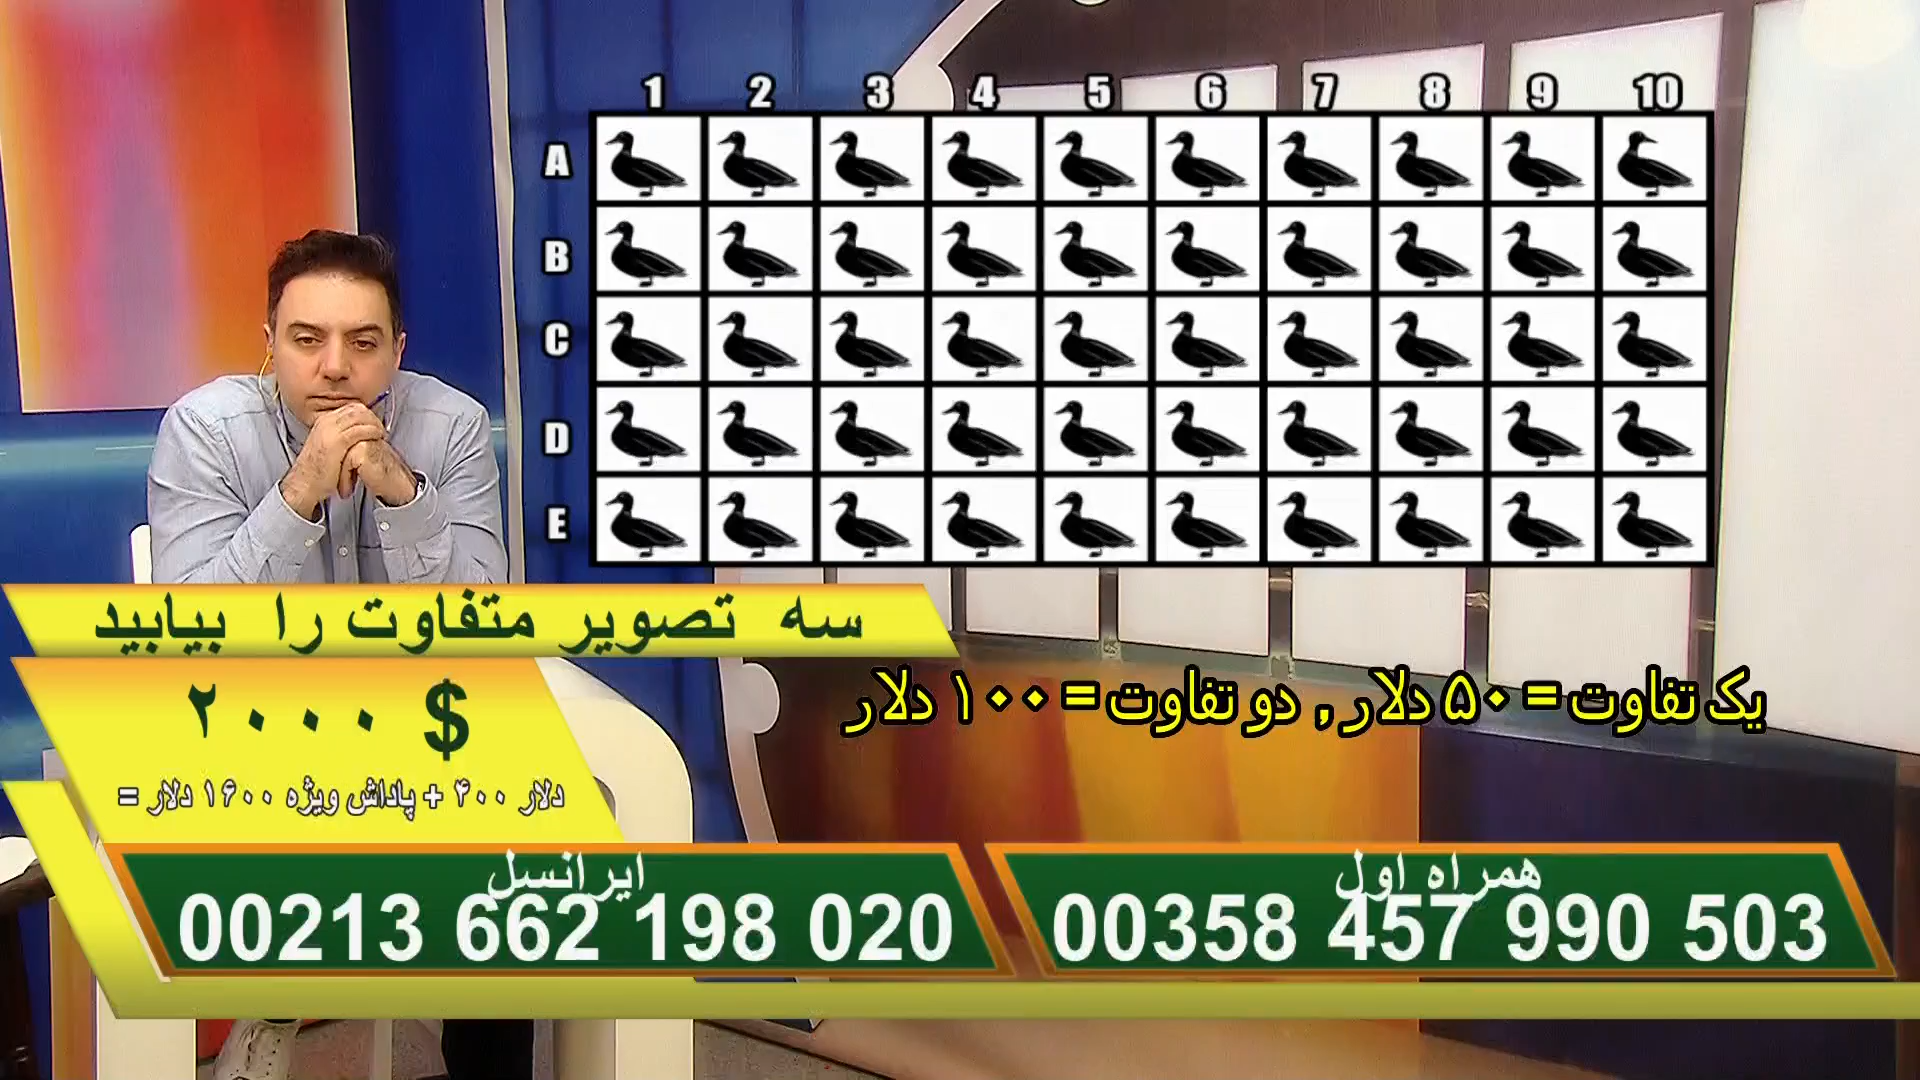 1 2 3 4 5 6 7 8 9 10
A
B
C
D
E
سه تصویر متفاوت را بیابید
۲۰۰۰ $
یک تفاوت = ۵۰ دلار , دو تفاوت = ۱۰۰ دلار
دلار ۴۰۰ + پاداش ویژه ۱۶۰۰ دلار =
ایرانسل
00213 662 198 020
همراه اول
00358 457 990 503